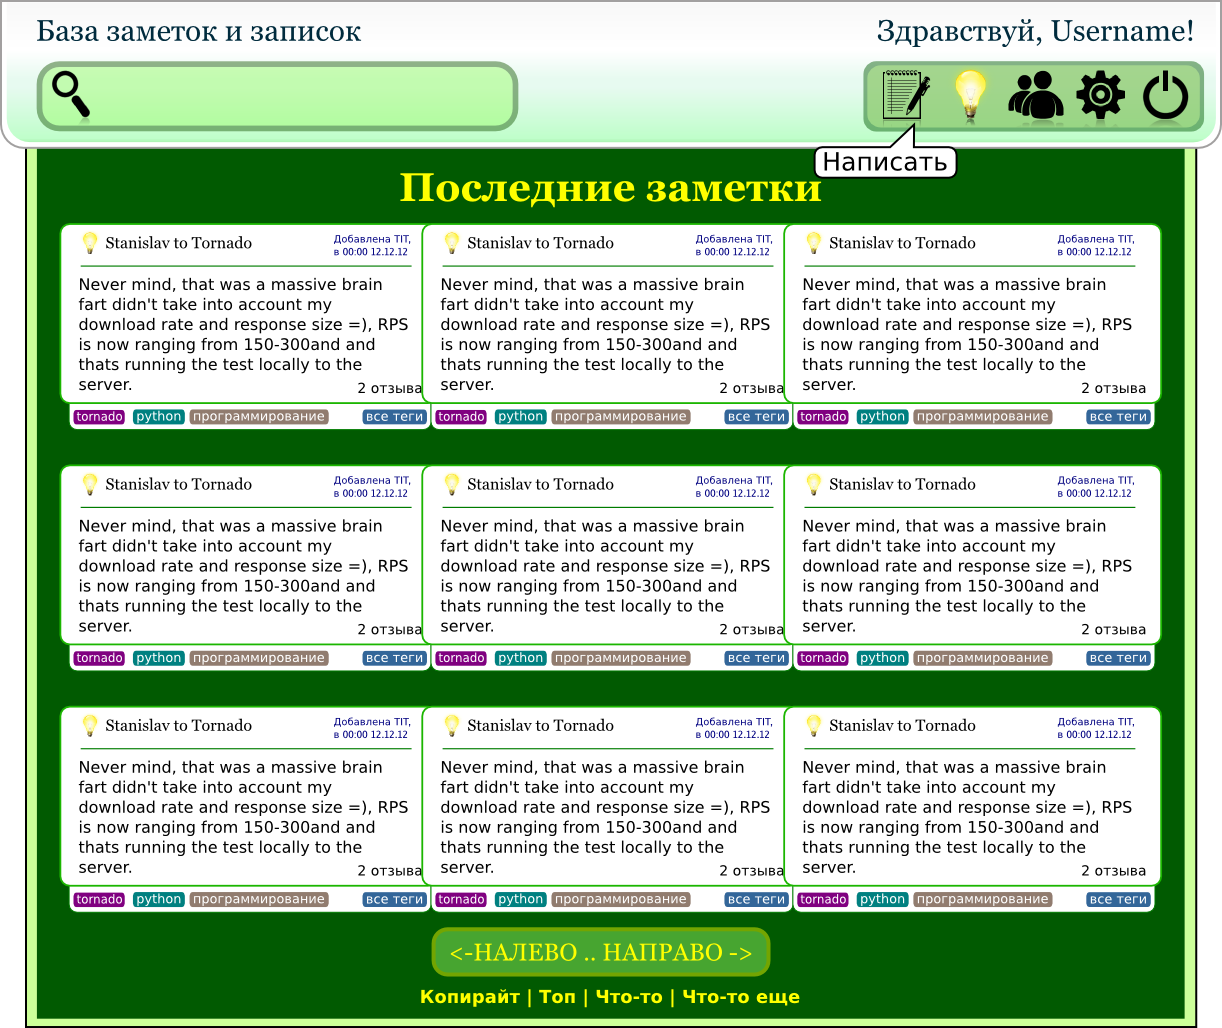 База заметок и записок
Здравствуй, Username!
Написать
Последние заметки
Stanislav to Tornado
Добавлена TIT,
в 00:00 12.12.12
Never mind, that was a massive brain
fart didn't take into account my
download rate and response size =), RPS
is now ranging from 150-300and and
thats running the test locally to the
server.
2 отзыва
tornado python программирование все теги
Stanislav to Tornado
Добавлена TIT,
в 00:00 12.12.12
Never mind, that was a massive brain
fart didn't take into account my
download rate and response size =), RPS
is now ranging from 150-300and and
thats running the test locally to the
server.
2 отзыва
tornado python программирование все теги
Stanislav to Tornado
Добавлена TIT,
в 00:00 12.12.12
Never mind, that was a massive brain
fart didn't take into account my
download rate and response size =), RPS
is now ranging from 150-300and and
thats running the test locally to the
server.
2 отзыва
tornado python программирование все теги
Stanislav to Tornado
Добавлена TIT,
в 00:00 12.12.12
Never mind, that was a massive brain
fart didn't take into account my
download rate and response size =), RPS
is now ranging from 150-300and and
thats running the test locally to the
server.
2 отзыва
tornado python программирование все теги
Stanislav to Tornado
Добавлена TIT,
в 00:00 12.12.12
Never mind, that was a massive brain
fart didn't take into account my
download rate and response size =), RPS
is now ranging from 150-300and and
thats running the test locally to the
server.
2 отзыва
tornado python программирование все теги
Stanislav to Tornado
Добавлена TIT,
в 00:00 12.12.12
Never mind, that was a massive brain
fart didn't take into account my
download rate and response size =), RPS
is now ranging from 150-300and and
thats running the test locally to the
server.
2 отзыва
tornado python программирование все теги
Stanislav to Tornado
Добавлена TIT,
в 00:00 12.12.12
Never mind, that was a massive brain
fart didn't take into account my
download rate and response size =), RPS
is now ranging from 150-300and and
thats running the test locally to the
server.
2 отзыва
tornado python программирование все теги
Stanislav to Tornado
Добавлена TIT,
в 00:00 12.12.12
Never mind, that was a massive brain
fart didn't take into account my
download rate and response size =), RPS
is now ranging from 150-300and and
thats running the test locally to the
server.
2 отзыва
tornado python программирование все теги
Stanislav to Tornado
Добавлена TIT,
в 00:00 12.12.12
Never mind, that was a massive brain
fart didn't take into account my
download rate and response size =), RPS
is now ranging from 150-300and and
thats running the test locally to the
server.
2 отзыва
tornado python программирование все теги
<-НАЛЕВО .. НАПРАВО ->
Копирайт | Топ | Что-то | Что-то еще